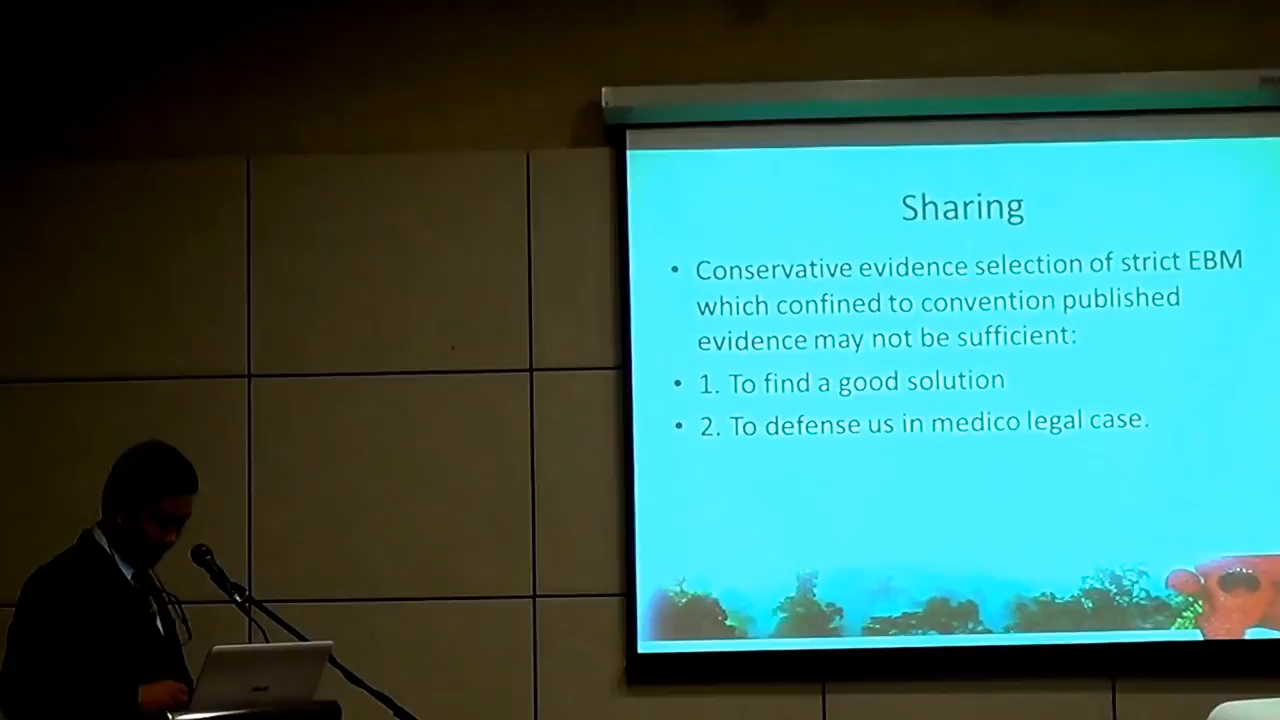 Sharing
• Conservative evidence selection of strict EBM
which confined to convention published
evidence may not be sufficient:
• 1. To find a good solution
• 2. To defense us in medico legal case.